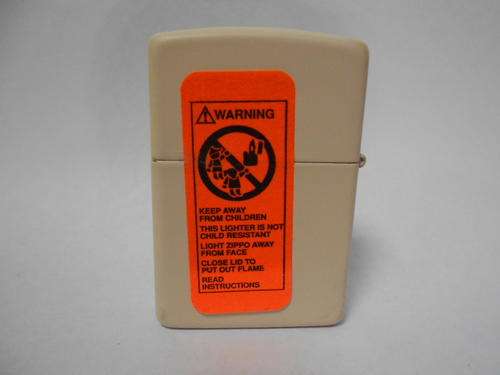 WARNING
KEEP AWAY
FROM CHILDREN
THIS LIGHTER IS NOT
CHILD RESISTANT
LIGHT ZIPPO AWAY
FROM FACE
CLOSE LID TO
PUT OUT FLAME
READ
INSTRUCTIONS